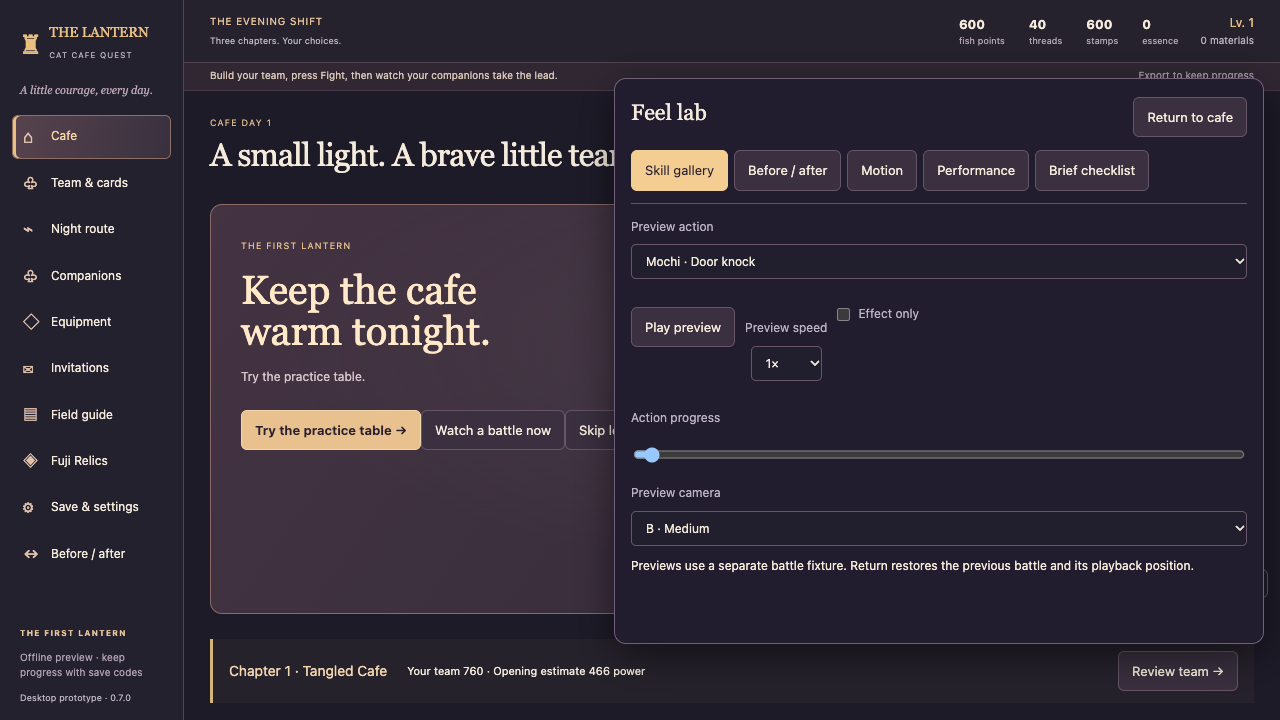 THE LANTERN
CAT CAFE QUEST
A little courage, every day.
Cafe
Team & cards
Night route
Companions
Equipment
Invitations
Field guide
Fuji Relics
Save & settings
Before / after
THE FIRST LANTERN
Offline preview · keep
progress with save codes
Desktop prototype · 0.7.0
THE EVENING SHIFT
Three chapters. Your choices.
600 fish points
40 threads
600 stamps
0 essence
Lv. 1
0 materials
Build your team, press Fight, then watch your companions take the lead.
Export to keep progress
CAFE DAY 1
A small light. A brave little
THE FIRST LANTERN
Keep the cafe
warm tonight.
Try the practice table.
Try the practice table →
Watch a battle now
Skip
Feel lab
Return to cafe
Skill gallery
Before / after
Motion
Performance
Brief checklist
Preview action
Mochi · Door knock
Play preview
Preview speed
1×
Effect only
Action progress
Preview camera
B · Medium
Previews use a separate battle fixture. Return restores the previous battle and its playback position.
Chapter 1 · Tangled Cafe
Your team 760 · Opening estimate 466 power
Review team →